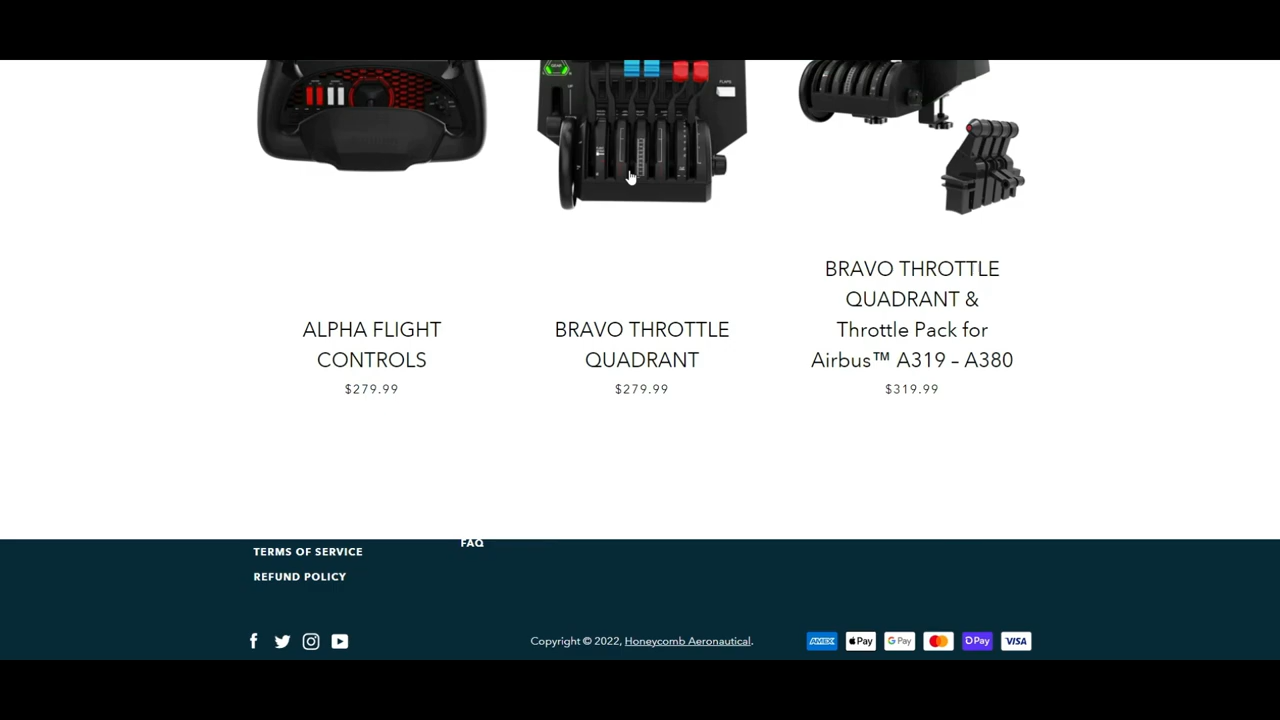 FLAPS
ALPHA FLIGHT
CONTROLS
$279.99
BRAVO THROTTLE
QUADRANT
$279.99
BRAVO THROTTLE
QUADRANT &
Throttle Pack for
Airbus™ A319 – A380
$319.99
TERMS OF SERVICE
REFUND POLICY
FAQ
Copyright © 2022, Honeycomb Aeronautical.
AMEX
Pay
G Pay
Pay
VISA